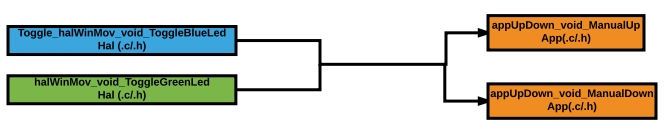 Toggle_halWinMov_void_ToggleBlueLed
Hal (.c/.h)
halWinMov_void_ToggleGreenLed
Hal (.c/.h)
appUpDown_void_ManualUp
App(.c/.h)
appUpDown_void_ManualDown
App(.c/.h)